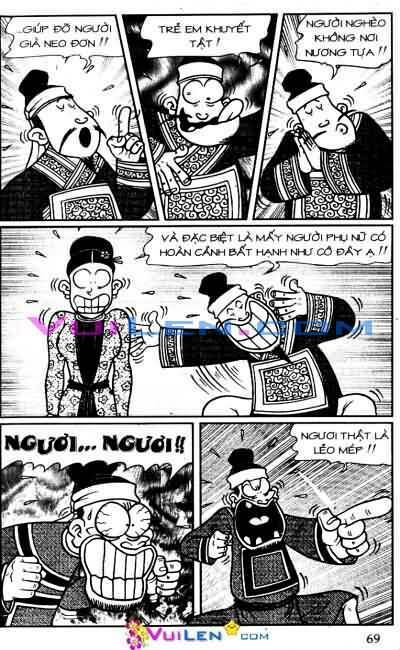 ..GIÚP ĐỠ NGƯỜI
GIÀ NEO ĐƠN !!
TRẺ EM KHUYẾT
TẬT !
NGƯỜI NGHÈO
KHÔNG NƠI
NƯƠNG TỰA !!
VÀ ĐẶC BIỆT LÀ MẤY NGƯỜI PHỤ NỮ CÓ
HOÀN CẢNH BẤT HẠNH NHƯ CÔ ĐÂY Ạ !!
VUILEN.COM
NGƯƠI... NGƯƠI!!
NGƯƠI THẬT LÀ
LẺO MÉP !!
VUILEN.COM
69